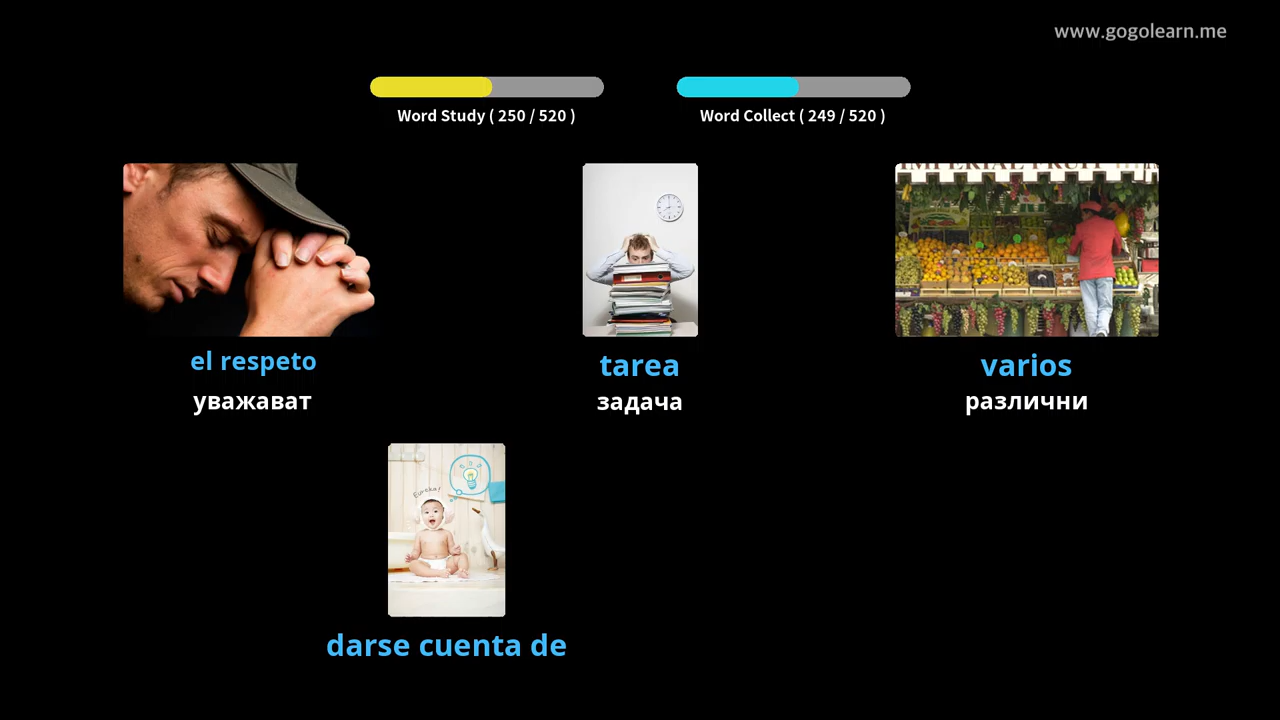 www.gogolearn.me
Word Study ( 250 / 520 )
Word Collect ( 249 / 520 )
el respeto
уважават
tarea
задача
varios
различни
Eureka!
darse cuenta de